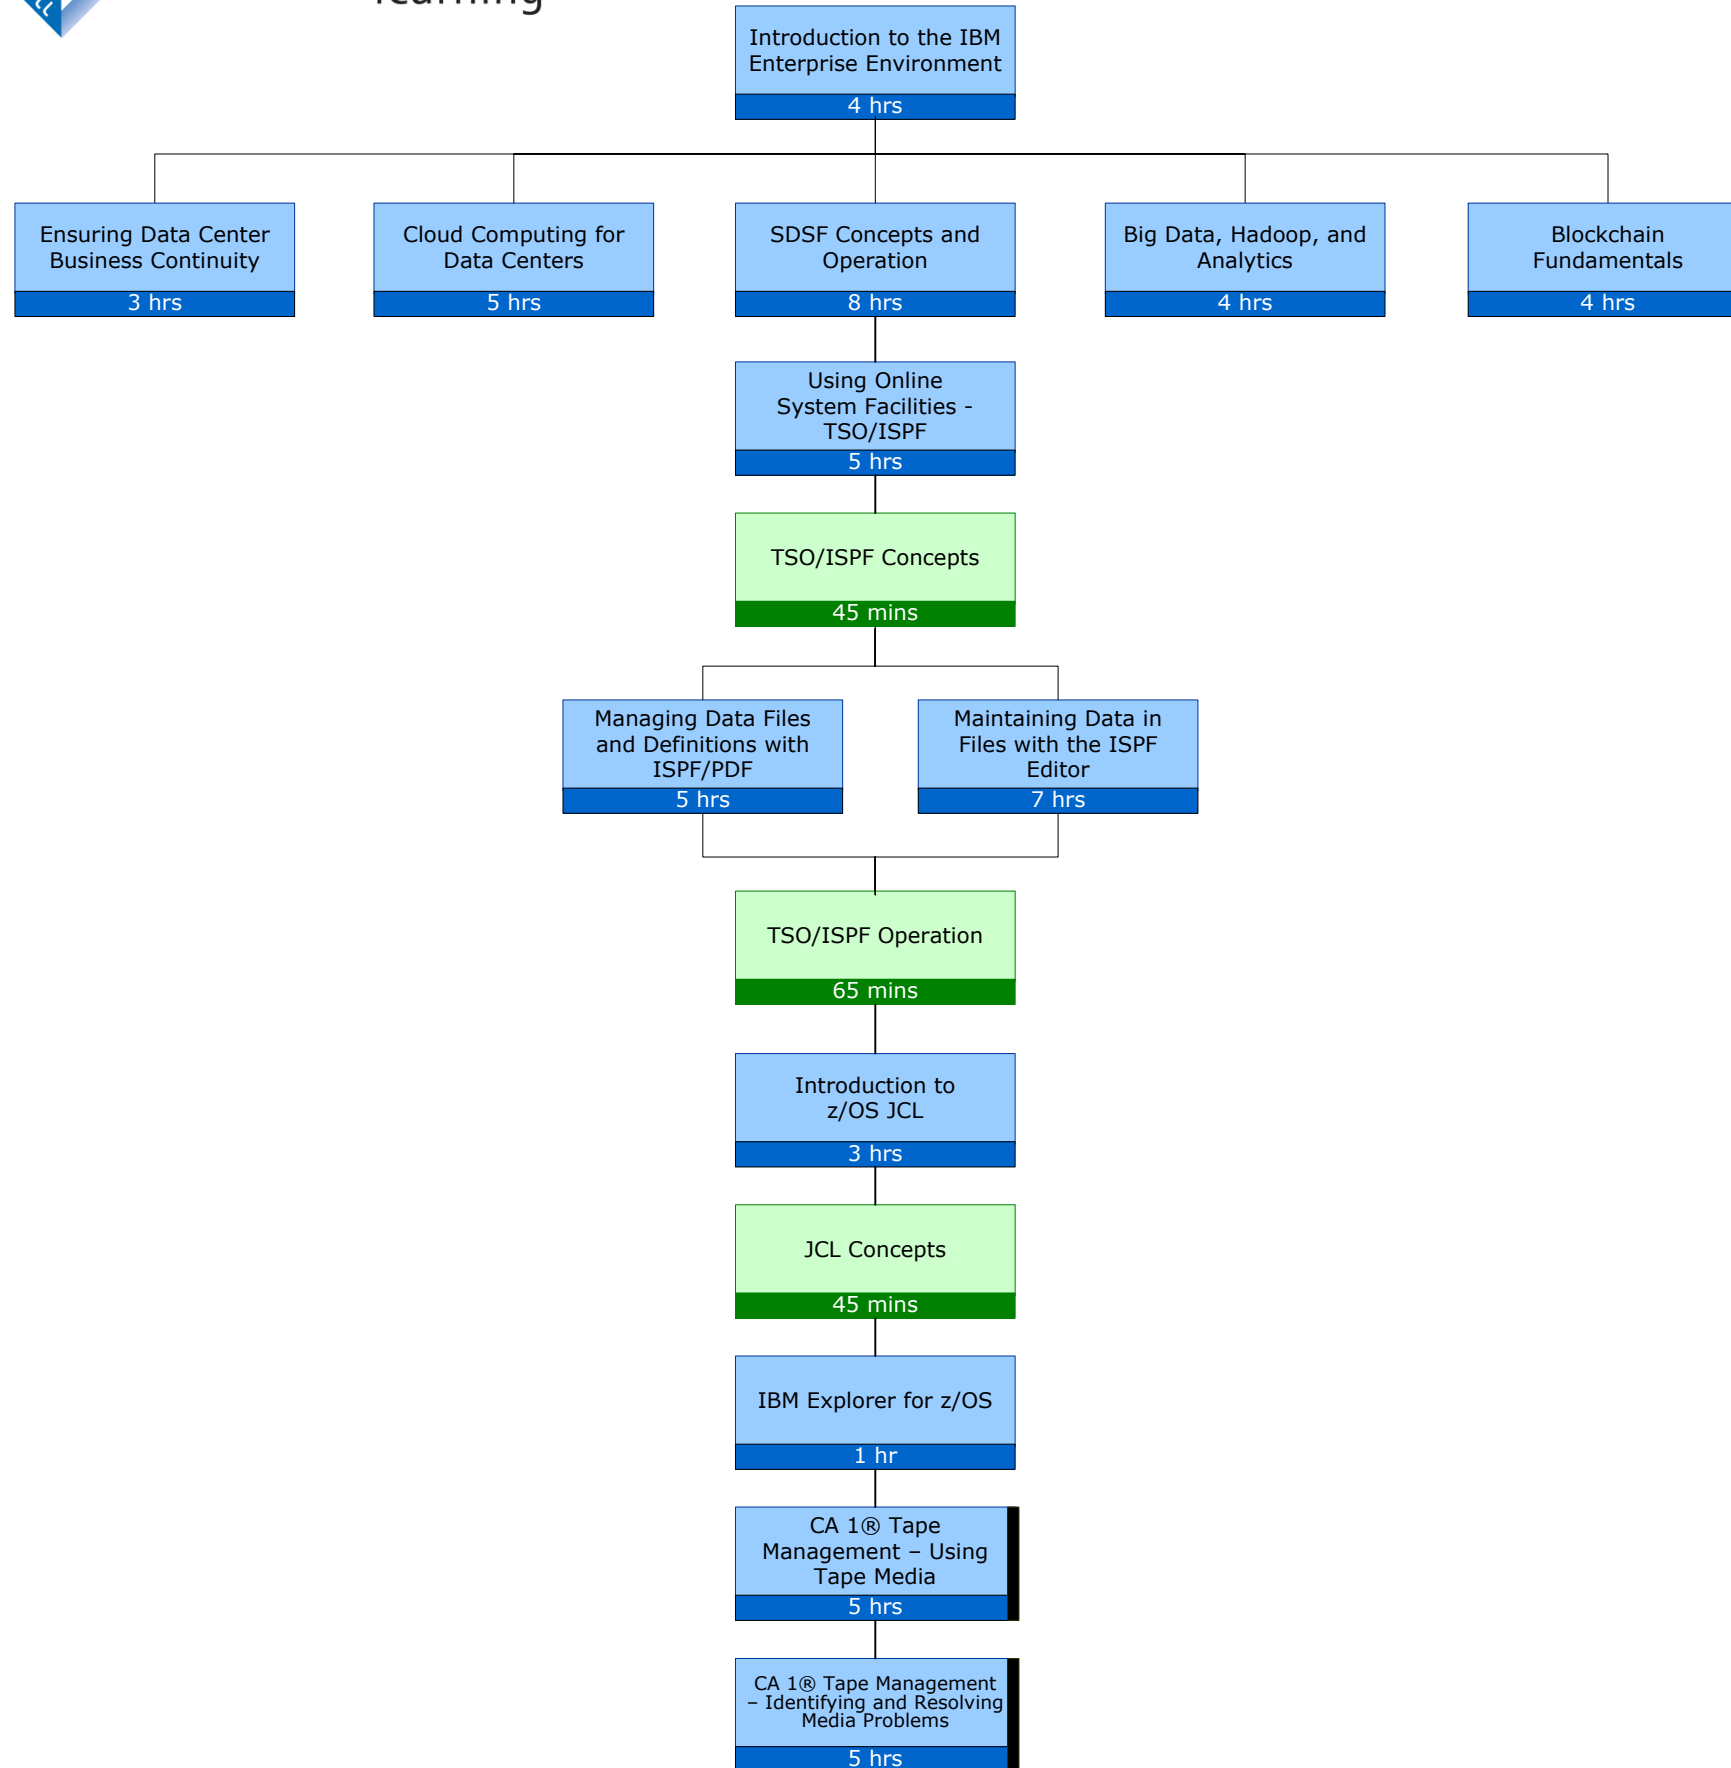 learning
Introduction to the IBM
Enterprise Environment
4 hrs
Ensuring Data Center
Business Continuity
3 hrs
Cloud Computing for
Data Centers
5 hrs
SDSF Concepts and
Operation
8 hrs
Big Data, Hadoop, and
Analytics
4 hrs
Blockchain
Fundamentals
4 hrs
Using Online
System Facilities -
TSO/ISPF
5 hrs
TSO/ISPF Concepts
45 mins
Managing Data Files
and Definitions with
ISPF/PDF
5 hrs
Maintaining Data in
Files with the ISPF
Editor
7 hrs
TSO/ISPF Operation
65 mins
Introduction to
z/OS JCL
3 hrs
JCL Concepts
45 mins
IBM Explorer for z/OS
1 hr
CA 1® Tape
Management – Using
Tape Media
5 hrs
CA 1® Tape Management
– Identifying and Resolving
Media Problems
5 hrs